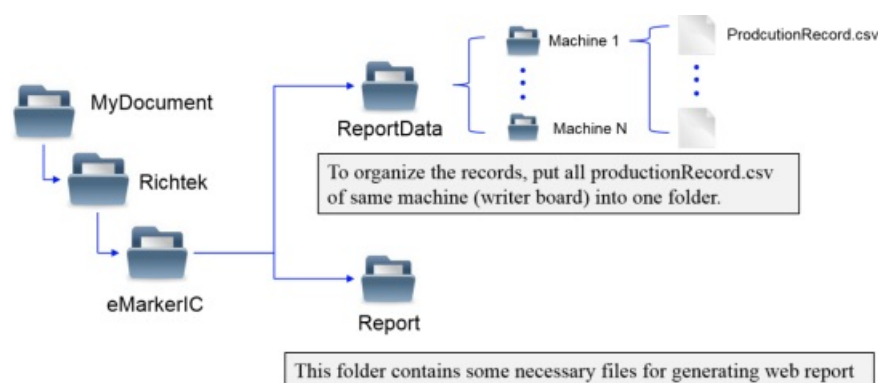 MyDocument
Richtek
eMarkerIC
ReportData
Machine 1
Machine N
ProdcutionRecord.csv
To organize the records, put all productionRecord.csv
of same machine (writer board) into one folder.
Report
This folder contains some necessary files for generating web report